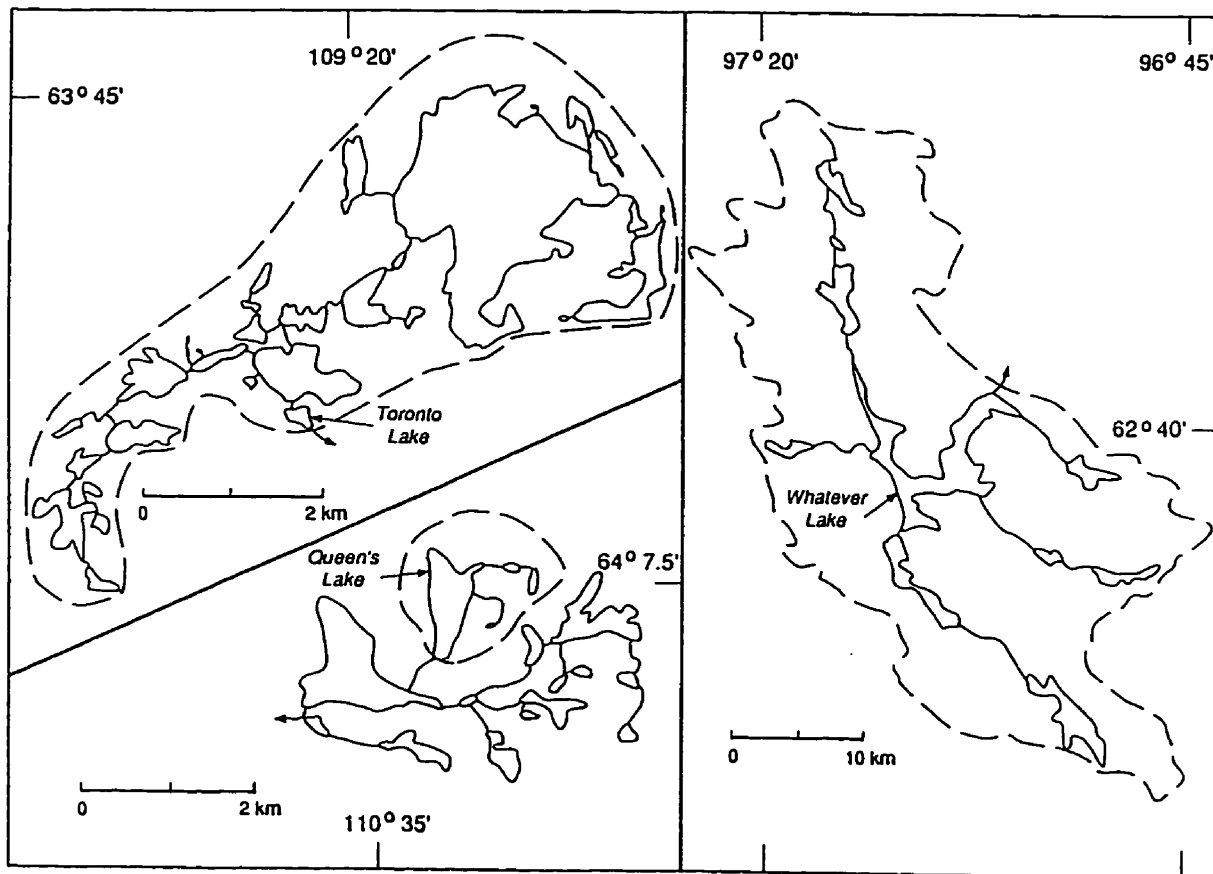 109° 20'
63° 45'
Toronto
Lake
0
2 km
Queen's
Lake
64° 7.5'
0
2 km
110° 35'
97° 20'
96° 45'
62° 40'
Whatever
Lake
0
10 km